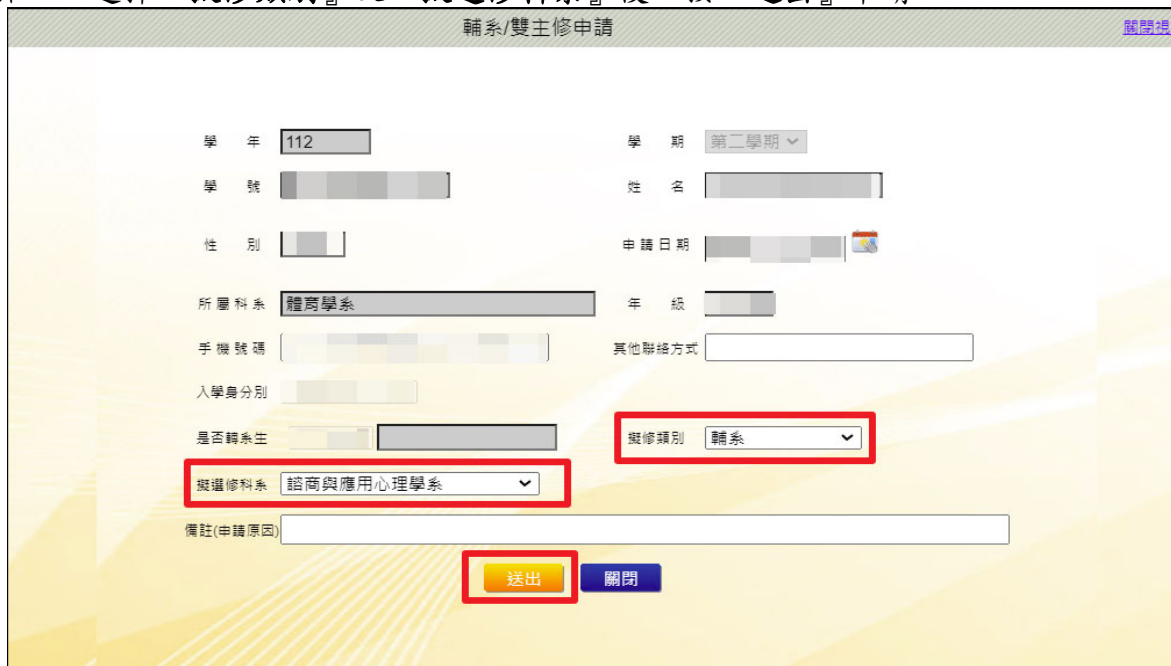 輔系/雙主修申請
關閉視
學 年 112 學 期 第二學期
學 號 姓 名
性 別 申請日期
所屬科系 體育學系 年 級
手機號碼 其他聯絡方式
入學身分別
是否轉系生 擬修類別 輔系
擬選修科系 諮商與應用心理學系
備註(申請原因)
送出 關閉